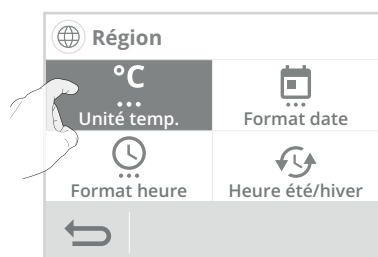 Région
°C
Unité temp.
Format date
Format heure
Heure été/hiver